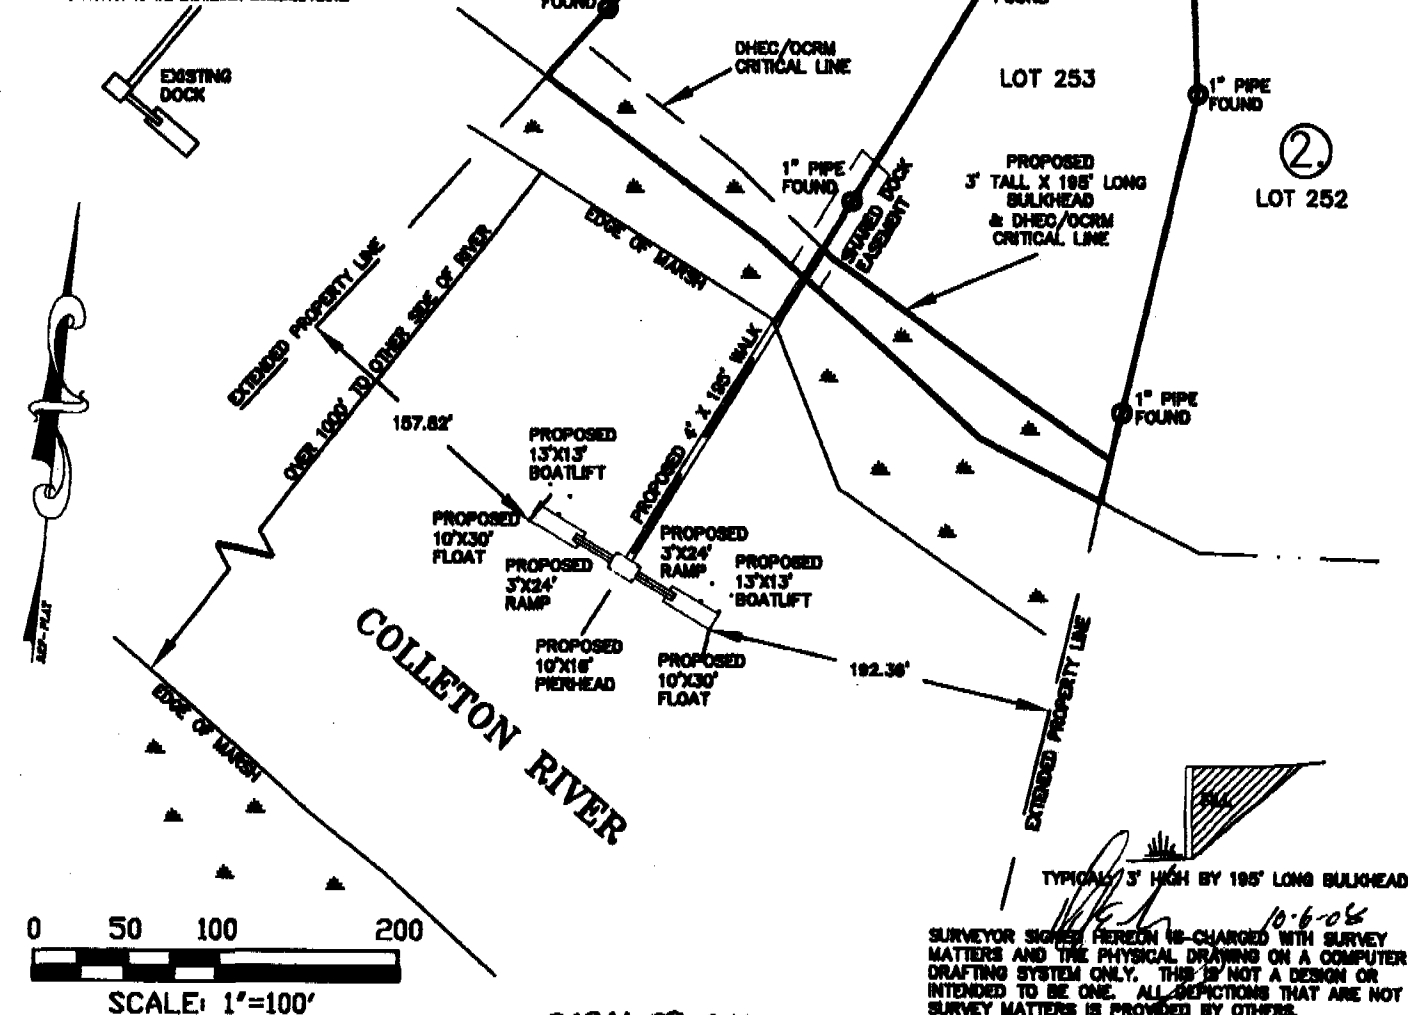 FOUND
FOUND
EXISTING
DOCK
DHEC/OCRM
CRITICAL LINE
LOT 253
1" PIPE
FOUND
2.
LOT 252
1" PIPE
FOUND
PROPOSED
3' TALL X 195' LONG
BULKHEAD
& DHEC/OCRM
CRITICAL LINE
SHARED DOCK
EASEMENT
EDGE OF MARSH
EXTENDED PROPERTY LINE
OVER 1000' TO OTHER SIDE OF RIVER
157.82'
PROPOSED 4' X 195' WALK
1" PIPE
FOUND
PROPOSED
13'X13'
BOATLIFT
PROPOSED
10'X30'
FLOAT
PROPOSED
3'X24'
RAMP
PROPOSED
3'X24'
RAMP
PROPOSED
13'X13'
BOATLIFT
PROPOSED
10'X16'
PIERHEAD
PROPOSED
10'X30'
FLOAT
192.36'
COLLETON RIVER
EDGE OF MARSH
EXTENDED PROPERTY LINE
FILL
TYPICAL: 3' HIGH BY 195' LONG BULKHEAD
10-6-08
0 50 100 200
SCALE: 1"=100'
SURVEYOR SIGNED HEREON IS CHARGED WITH SURVEY
MATTERS AND THE PHYSICAL DRAWING ON A COMPUTER
DRAFTING SYSTEM ONLY. THIS IS NOT A DESIGN OR
INTENDED TO BE ONE. ALL DEPICTIONS THAT ARE NOT
SURVEY MATTERS IS PROVIDED BY OTHERS.